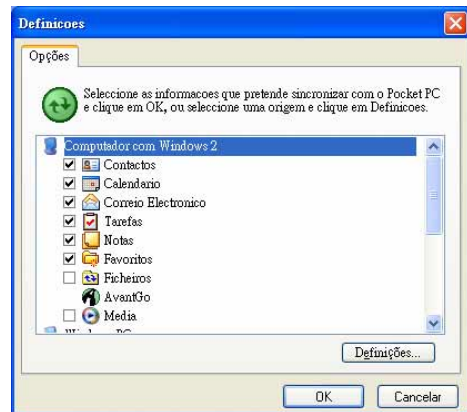 Definicoes
Opções
Seleccione as informacoes que pretende sincronizar com o Pocket PC
e clique em OK, ou seleccione uma origem e clique em Definicoes.
Computador com Windows 2
Contactos
Calendario
Correio Electronico
Tarefas
Notas
Favoritos
Ficheiros
AvantGo
Media
Definições...
OK
Cancelar